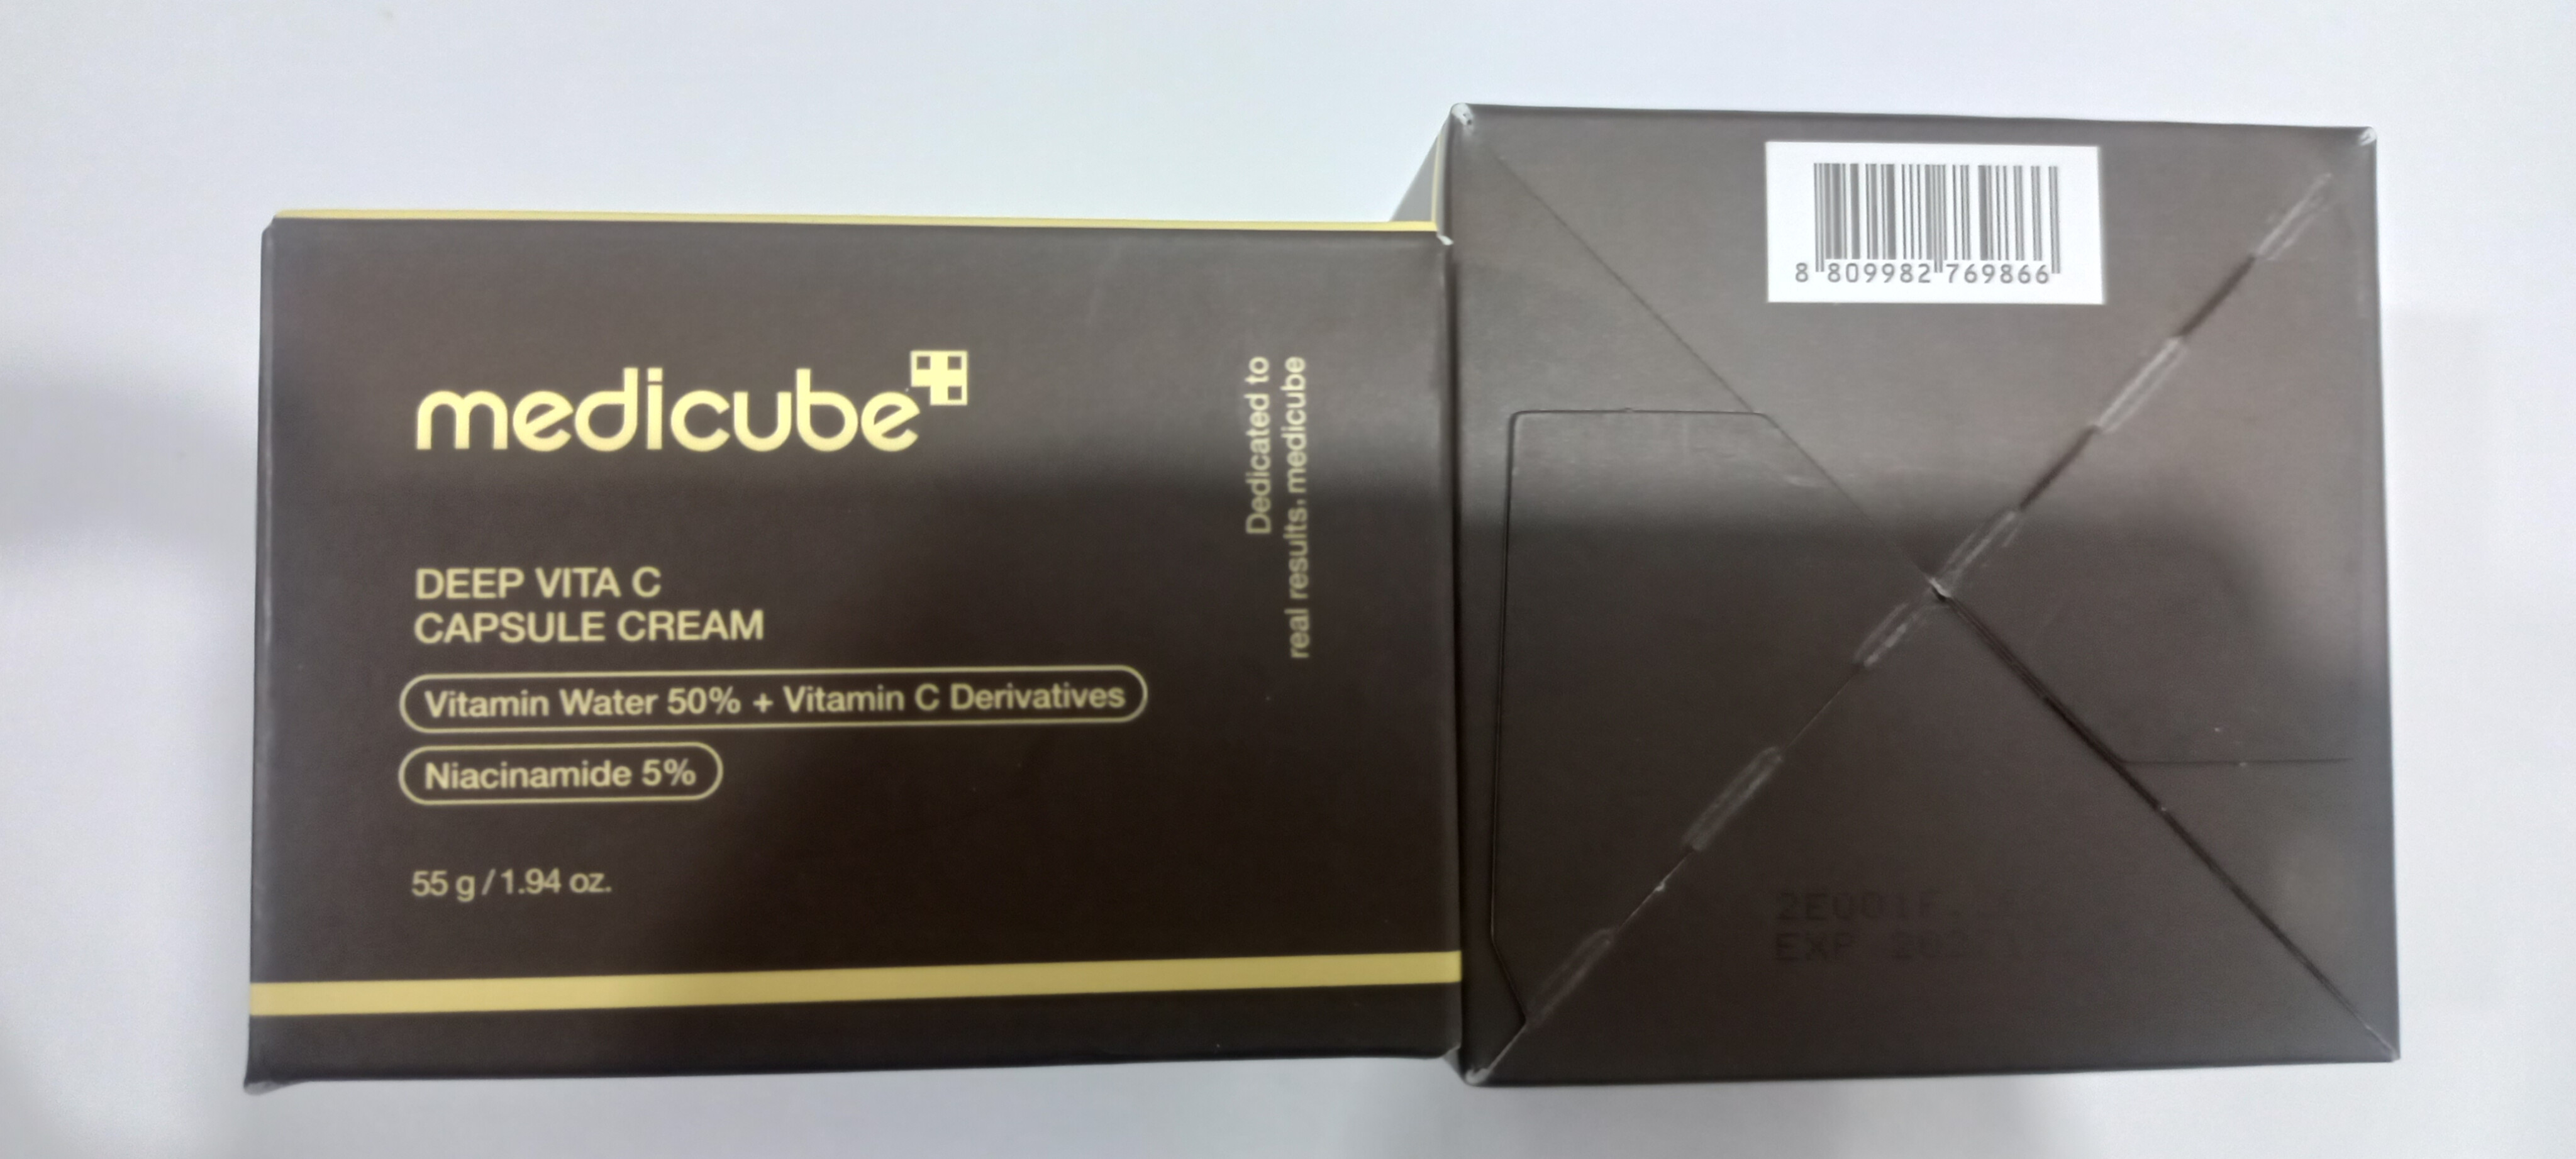 medicube
DEEP VITA C
CAPSULE CREAM
Vitamin Water 50% + Vitamin C Derivatives
Niacinamide 5%
55 g / 1.94 oz.
Dedicated to
real results. medicube
8 809982 769866
EXP